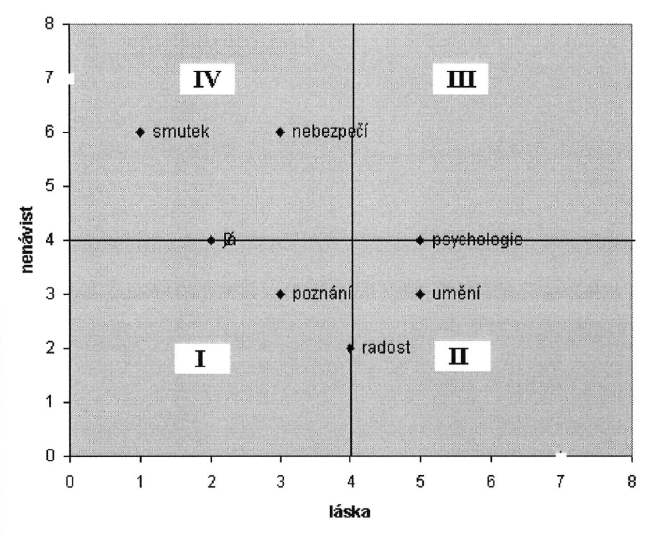 8
7
IV
III
6
smutek
nebezpečí
5
nenávist
4
psychologie
3
poznání
umění
2
radost
I
II
1
0
0 1 2 3 4 5 6 7 8
láska